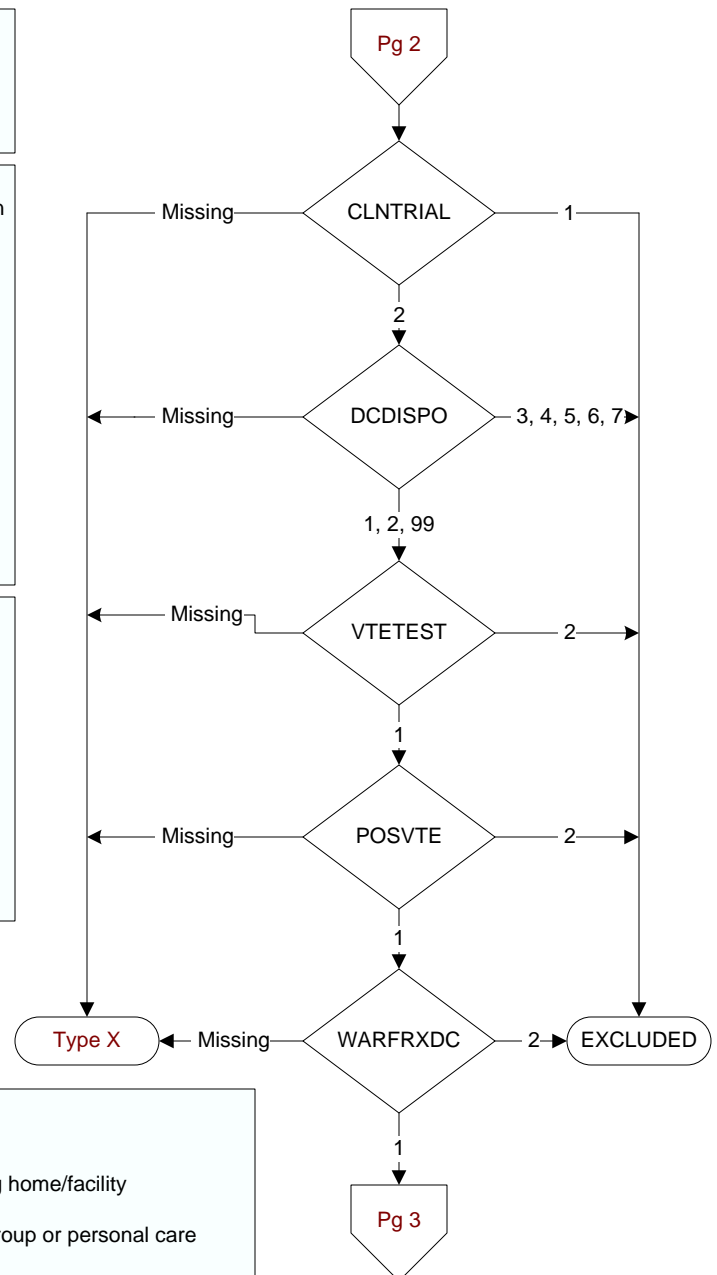 Pg 2
Missing CLNTRIAL 1
2
Missing DCDISPO 3, 4, 5, 6, 7
1, 2, 99
Missing VTETEST 2
1
Missing POSVTE 2
1
Type X Missing WARFRXDC 2 EXCLUDED
1
home/facility
Pg 3
or personal care